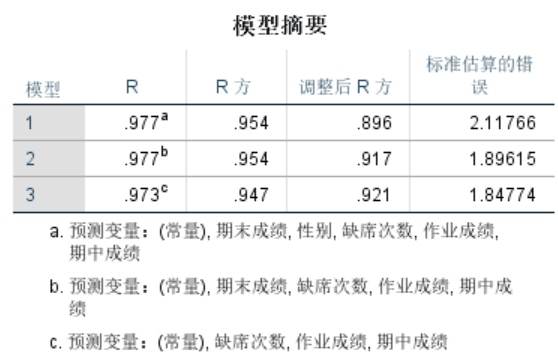 模型摘要
模型 R R 方 调整后 R 方 标准估算的错
误
1 .977a .954 .896 2.11766
2 .977b .954 .917 1.89615
3 .973c .947 .921 1.84774
a. 预测变量：(常量), 期末成绩, 性别, 缺席次数, 作业成绩,
期中成绩
b. 预测变量：(常量), 期末成绩, 缺席次数, 作业成绩, 期中成
绩
c. 预测变量：(常量), 缺席次数, 作业成绩, 期中成绩